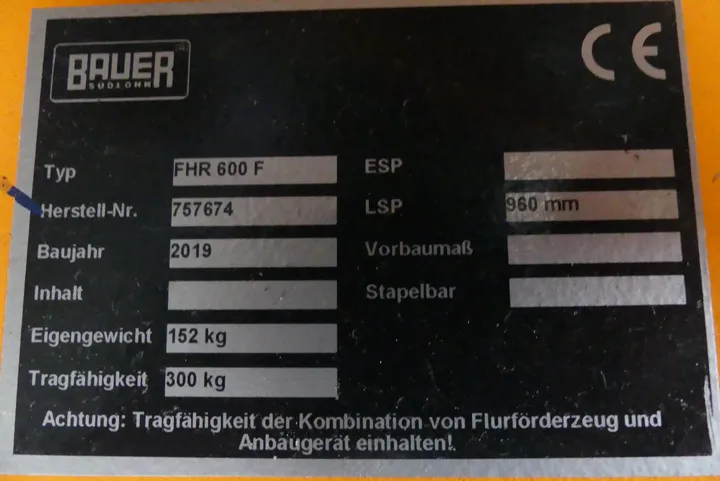 BAUER
SÜDLOHN
CE
Typ FHR 600 F ESP
Herstell-Nr. 757674 LSP 960 mm
Baujahr 2019 Vorbaumaß
Inhalt Stapelbar
Eigengewicht 152 kg
Tragfähigkeit 300 kg
Achtung: Tragfähigkeit der Kombination von Flurförderzeug und
Anbaugerät einhalten!